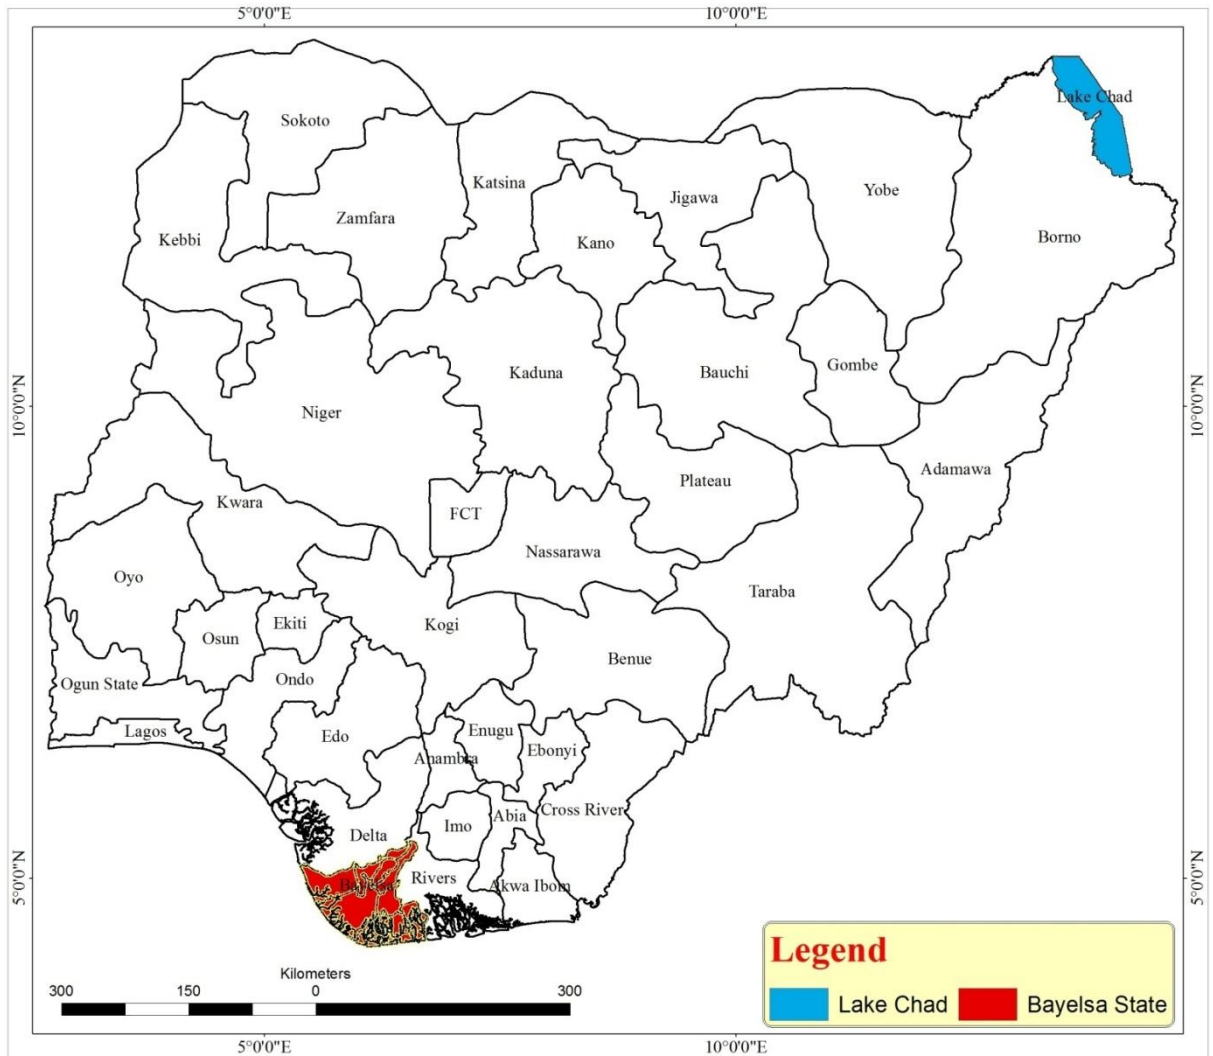 5°0'0"E
10°0'0"E
Lake Chad
Sokoto
Katsina
Jigawa
Yobe
Zamfara
Kebbi
Kano
Borno
Kaduna
Bauchi
Gombe
10°0'0"N
10°0'0"N
Niger
Adamawa
Plateau
Kwara
FCT
Nassarawa
Oyo
Taraba
Osun
Ekiti
Kogi
Benue
Ogun State
Ondo
Lagos
Edo
Enugu
Anambra
Ebonyi
Cross River
Abia
Imo
Delta
5°0'0"N
Bayelsa
Rivers
Akwa Ibom
5°0'0"N
Legend
Lake Chad
Bayelsa State
Kilometers
300
150
0
300
5°0'0"E
10°0'0"E